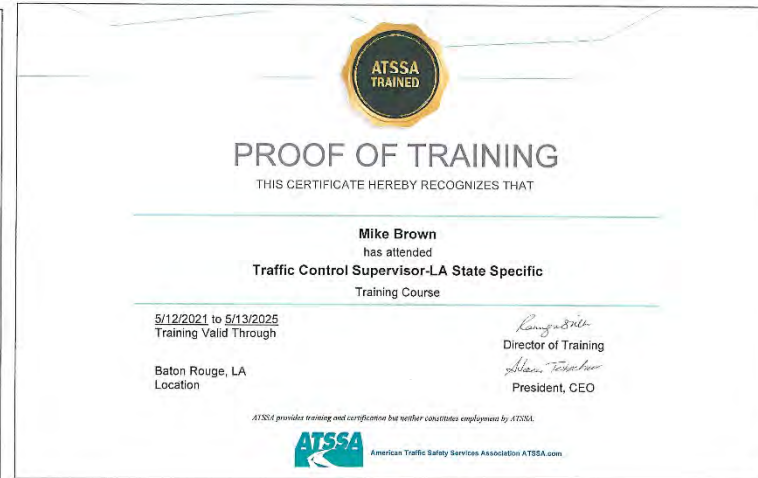 ATSSA
TRAINED
PROOF OF TRAINING
THIS CERTIFICATE HEREBY RECOGNIZES THAT
Mike Brown
has attended
Traffic Control Supervisor-LA State Specific
Training Course
5/12/2021 to 5/13/2025
Training Valid Through
Director of Training
Baton Rouge, LA
Location
President, CEO
ATSSA provides training and certification but neither constitutes employment by ATSSA.
ATSSA
American Traffic Safety Services Association ATSSA.com